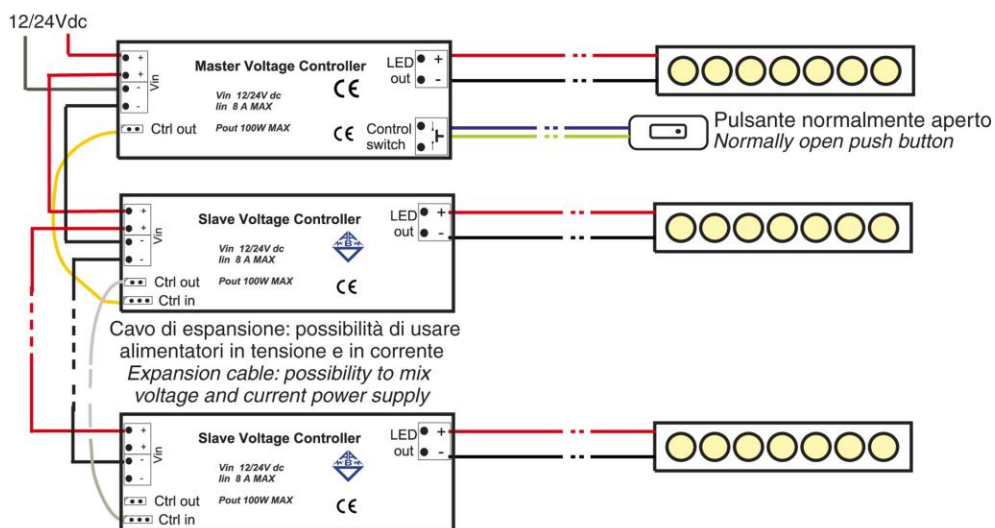 12/24Vdc
Master Voltage Controller
Vin 12/24V dc
Iin 8 A MAX
Pout 100W MAX
CE
CE
+
+
-
-
Vin
Ctrl out
LED +
out -
Control
switch
Pulsante normalmente aperto
Normally open push button
Slave Voltage Controller
Vin 12/24V dc
Iin 8 A MAX
Pout 100W MAX
CE
+
+
-
-
Vin
Ctrl out
Ctrl in
LED +
out -
Cavo di espansione: possibilità di usare
alimentatori in tensione e in corrente
Expansion cable: possibility to mix
voltage and current power supply
Slave Voltage Controller
Vin 12/24V dc
Iin 8 A MAX
Pout 100W MAX
CE
+
+
-
-
Vin
Ctrl out
Ctrl in
LED +
out -